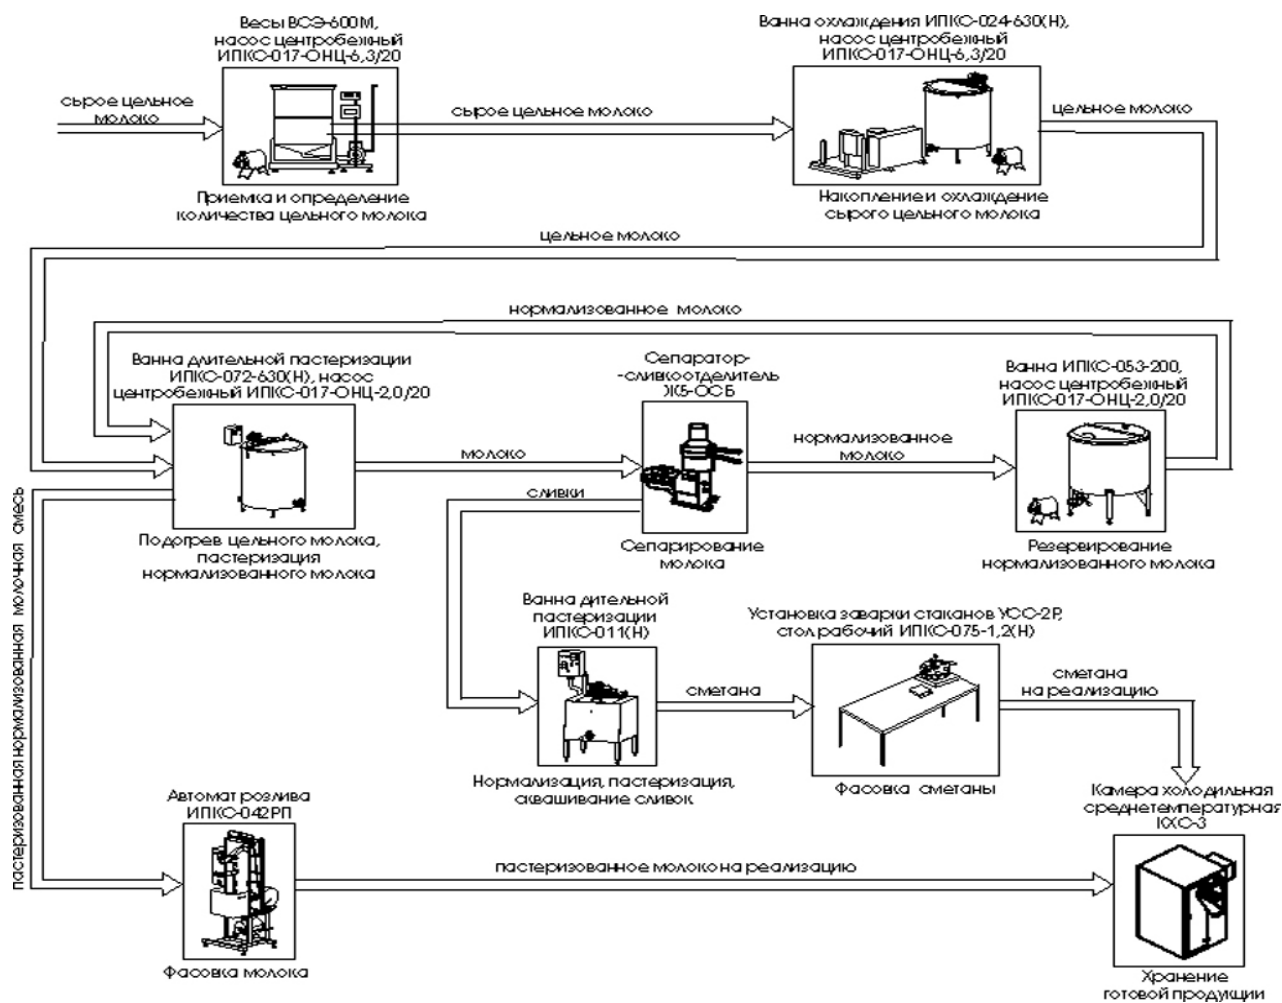 Весы ВСЭ-600М,
насос центробежный
ИПКС-017-ОНЦ-6,3/20
Ванна охлаждения ИПКС-024-630(Н),
насос центробежный
ИПКС-017-ОНЦ-6,3/20
сырое цельное
молоко
сырое цельное молоко
цельное молоко
Приемка и определение
количества цельного молока
Накопление и охлаждение
сырого цельного молока
цельное молоко
нормализованное молоко
Ванна длительной пастеризации
ИПКС-072-630(Н), насос
центробежный ИПКС-017-ОНЦ-2,0/20
Сепаратор-
-сливкоотделитель
Ж5-ОСБ
Ванна ИПКС-053-200,
насос центробежный
ИПКС-017-ОНЦ-2,0/20
молоко
нормализованное
молоко
сливки
Подогрев цельного молока,
пастеризация
нормализованного молока
Сепарирование
молока
Резервирование
нормализованного молока
пастеризованная нормализованная молочная смесь
Ванна дительной
пастеризации
ИПКС-011(Н)
Установка заварки стаканов УСС-2Р,
стол рабочий ИПКС-075-1,2(Н)
сметана
сметана
на реализацию
Нормализация, пастеризация,
сквашивание сливок
Фасовка сметаны
Автомат розлива
ИПКС-042РП
Камера холодильная
среднетемпературная
КХС-3
пастеризованное молоко на реализацию
Фасовка молока
Хранение
готовой продукции